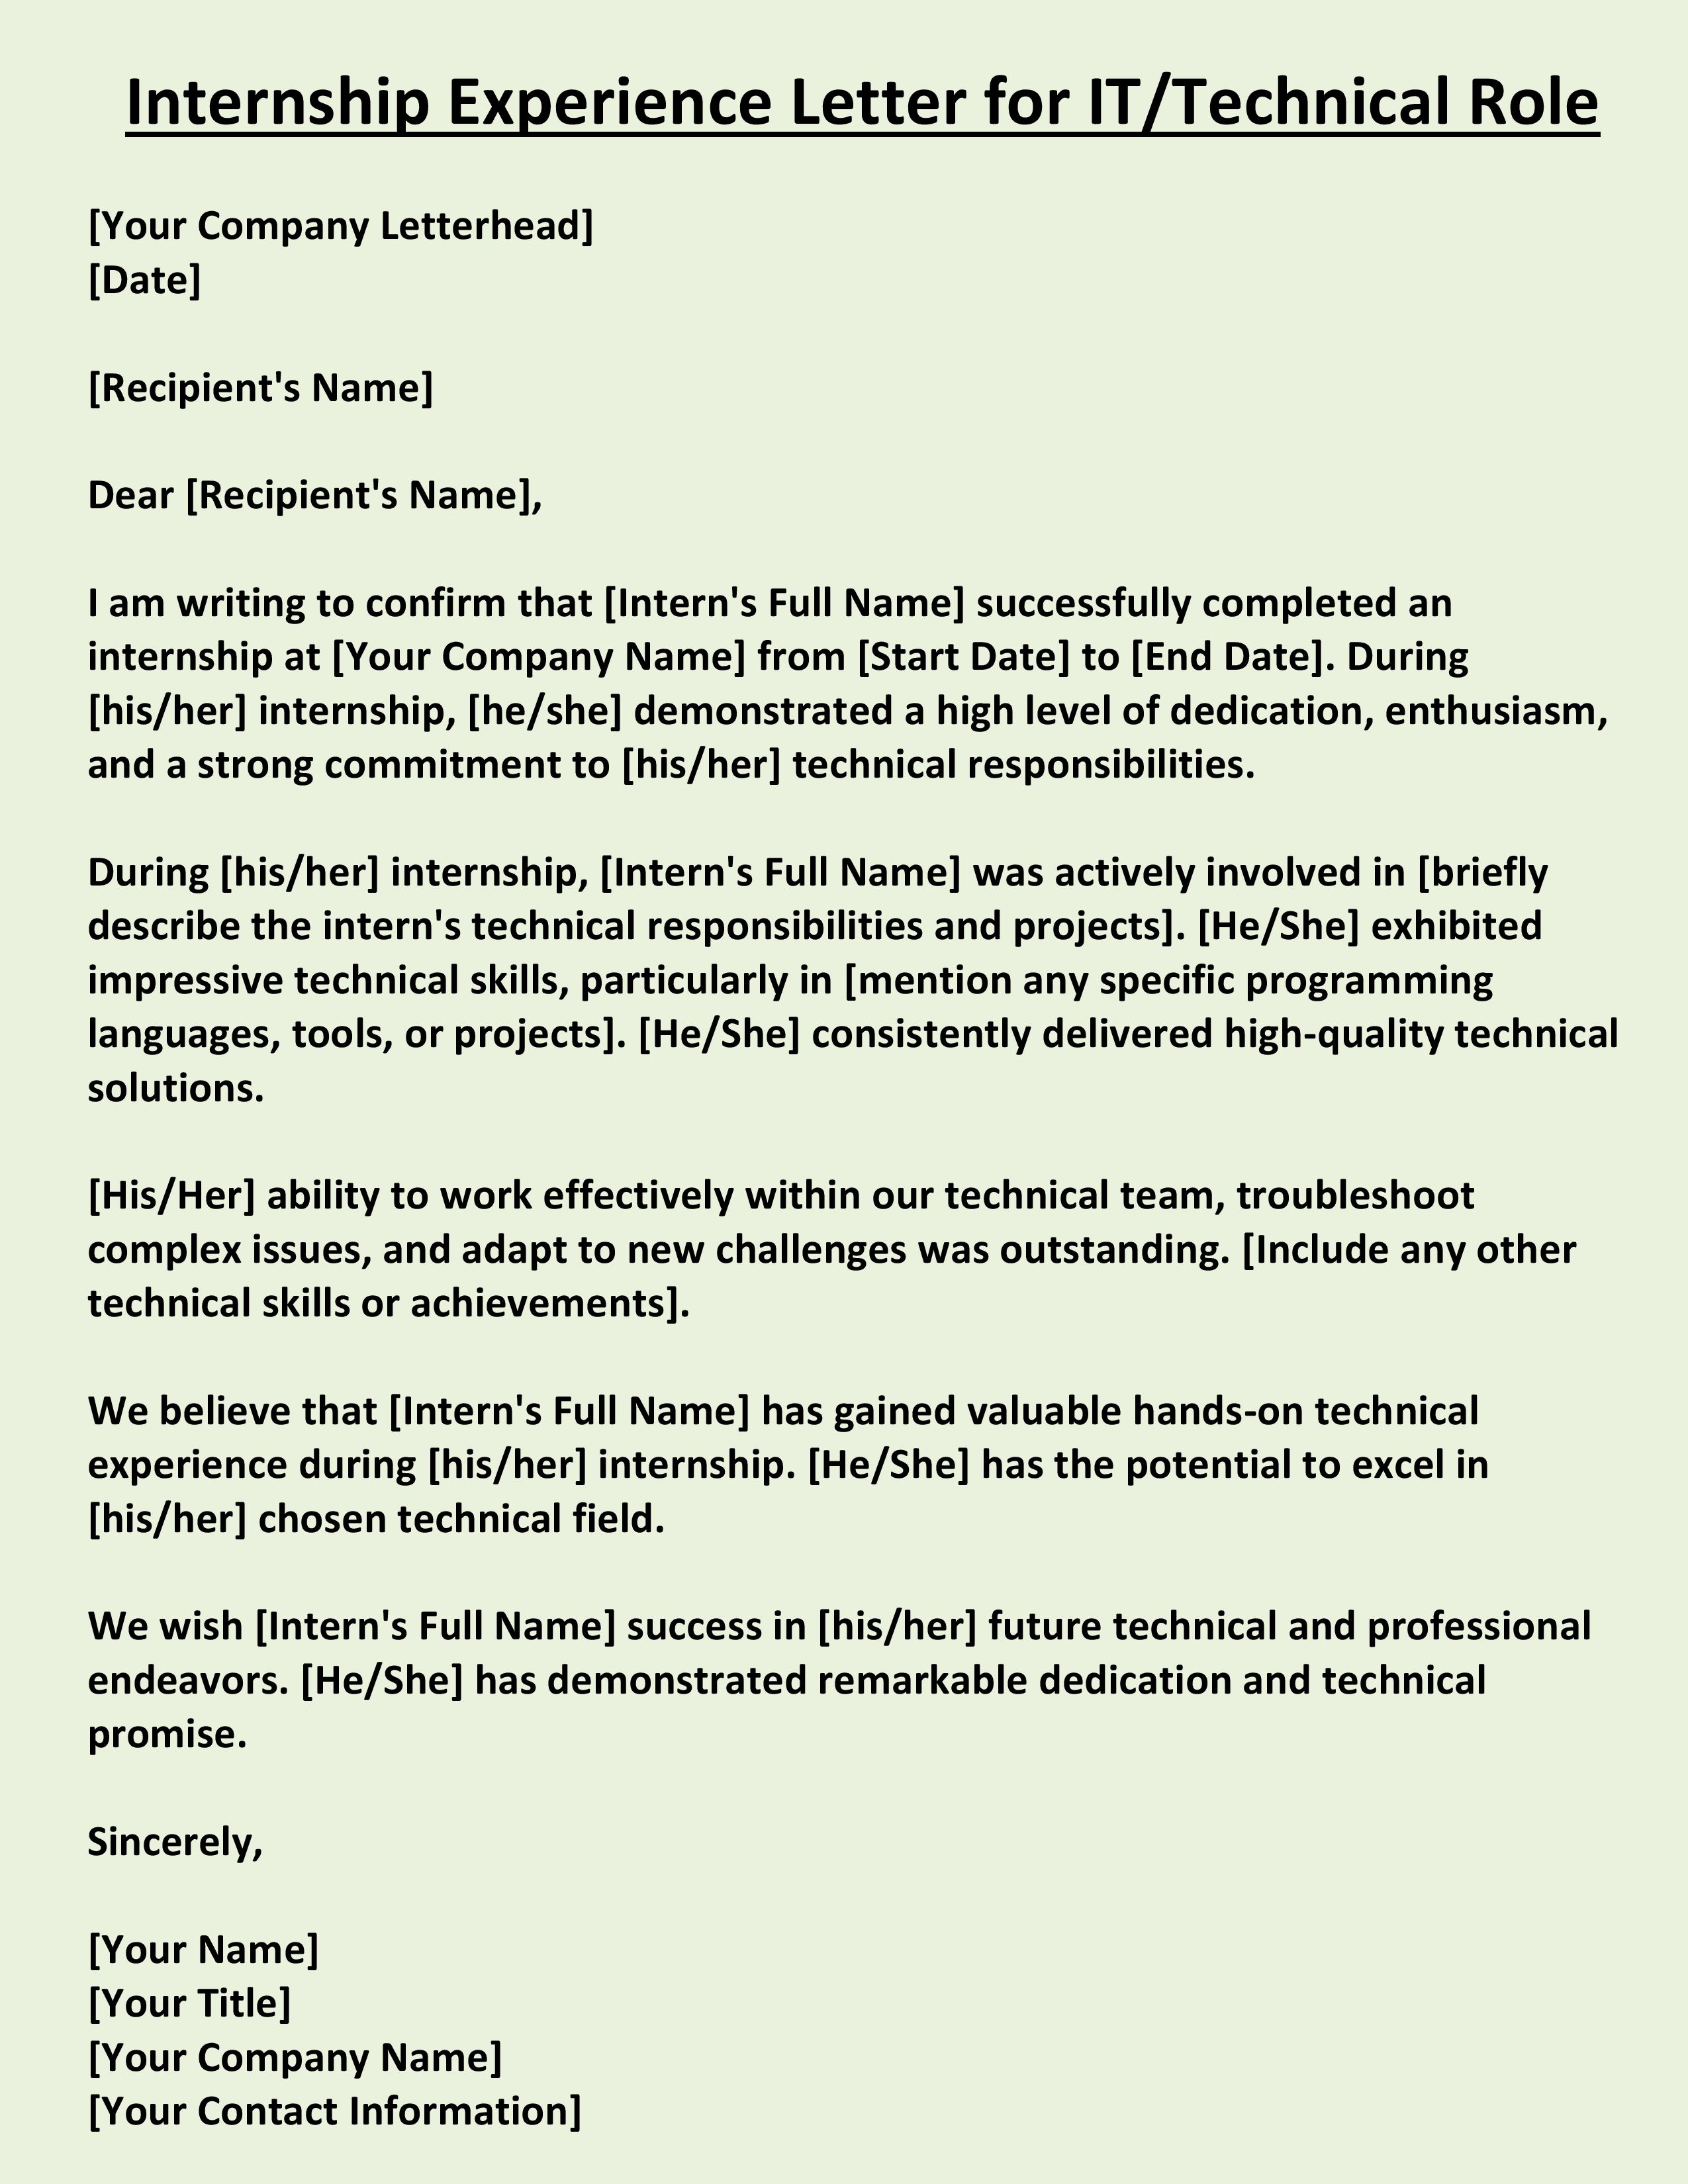 Internship Experience Letter for IT/Technical Role
[Your Company Letterhead]
[Date]
[Recipient's Name]
Dear [Recipient's Name],
I am writing to confirm that [Intern's Full Name] successfully completed an
internship at [Your Company Name] from [Start Date] to [End Date]. During
[his/her] internship, [he/she] demonstrated a high level of dedication, enthusiasm,
and a strong commitment to [his/her] technical responsibilities.
During [his/her] internship, [Intern's Full Name] was actively involved in [briefly
describe the intern's technical responsibilities and projects]. [He/She] exhibited
impressive technical skills, particularly in [mention any specific programming
languages, tools, or projects]. [He/She] consistently delivered high-quality technical
solutions.
[His/Her] ability to work effectively within our technical team, troubleshoot
complex issues, and adapt to new challenges was outstanding. [Include any other
technical skills or achievements].
We believe that [Intern's Full Name] has gained valuable hands-on technical
experience during [his/her] internship. [He/She] has the potential to excel in
[his/her] chosen technical field.
We wish [Intern's Full Name] success in [his/her] future technical and professional
endeavors. [He/She] has demonstrated remarkable dedication and technical
promise.
Sincerely,
[Your Name]
[Your Title]
[Your Company Name]
[Your Contact Information]